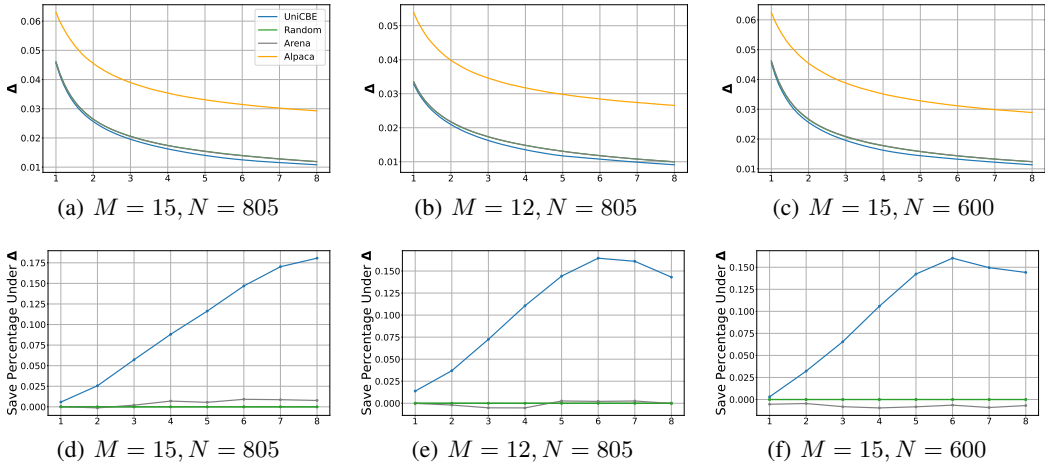 UniCBE
Random
Arena
Alpaca
Δ
0.06
0.05
0.04
0.03
0.02
0.01
1 2 3 4 5 6 7 8
(a) M = 15, N = 805
Δ
0.05
0.04
0.03
0.02
0.01
1 2 3 4 5 6 7 8
(b) M = 12, N = 805
Δ
0.06
0.05
0.04
0.03
0.02
0.01
1 2 3 4 5 6 7 8
(c) M = 15, N = 600
Save Percentage Under Δ
0.175
0.150
0.125
0.100
0.075
0.050
0.025
0.000
1 2 3 4 5 6 7 8
(d) M = 15, N = 805
Save Percentage Under Δ
0.150
0.125
0.100
0.075
0.050
0.025
0.000
1 2 3 4 5 6 7 8
(e) M = 12, N = 805
Save Percentage Under Δ
0.150
0.125
0.100
0.075
0.050
0.025
0.000
1 2 3 4 5 6 7 8
(f) M = 15, N = 600